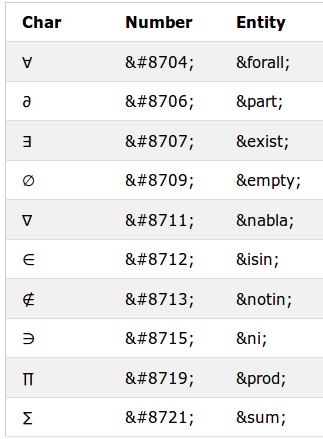 Char Number Entity
∀ &#8704; &forall;
∂ &#8706; &part;
∃ &#8707; &exist;
∅ &#8709; &empty;
∇ &#8711; &nabla;
∈ &#8712; &isin;
∉ &#8713; &notin;
∋ &#8715; &ni;
∏ &#8719; &prod;
∑ &#8721; &sum;